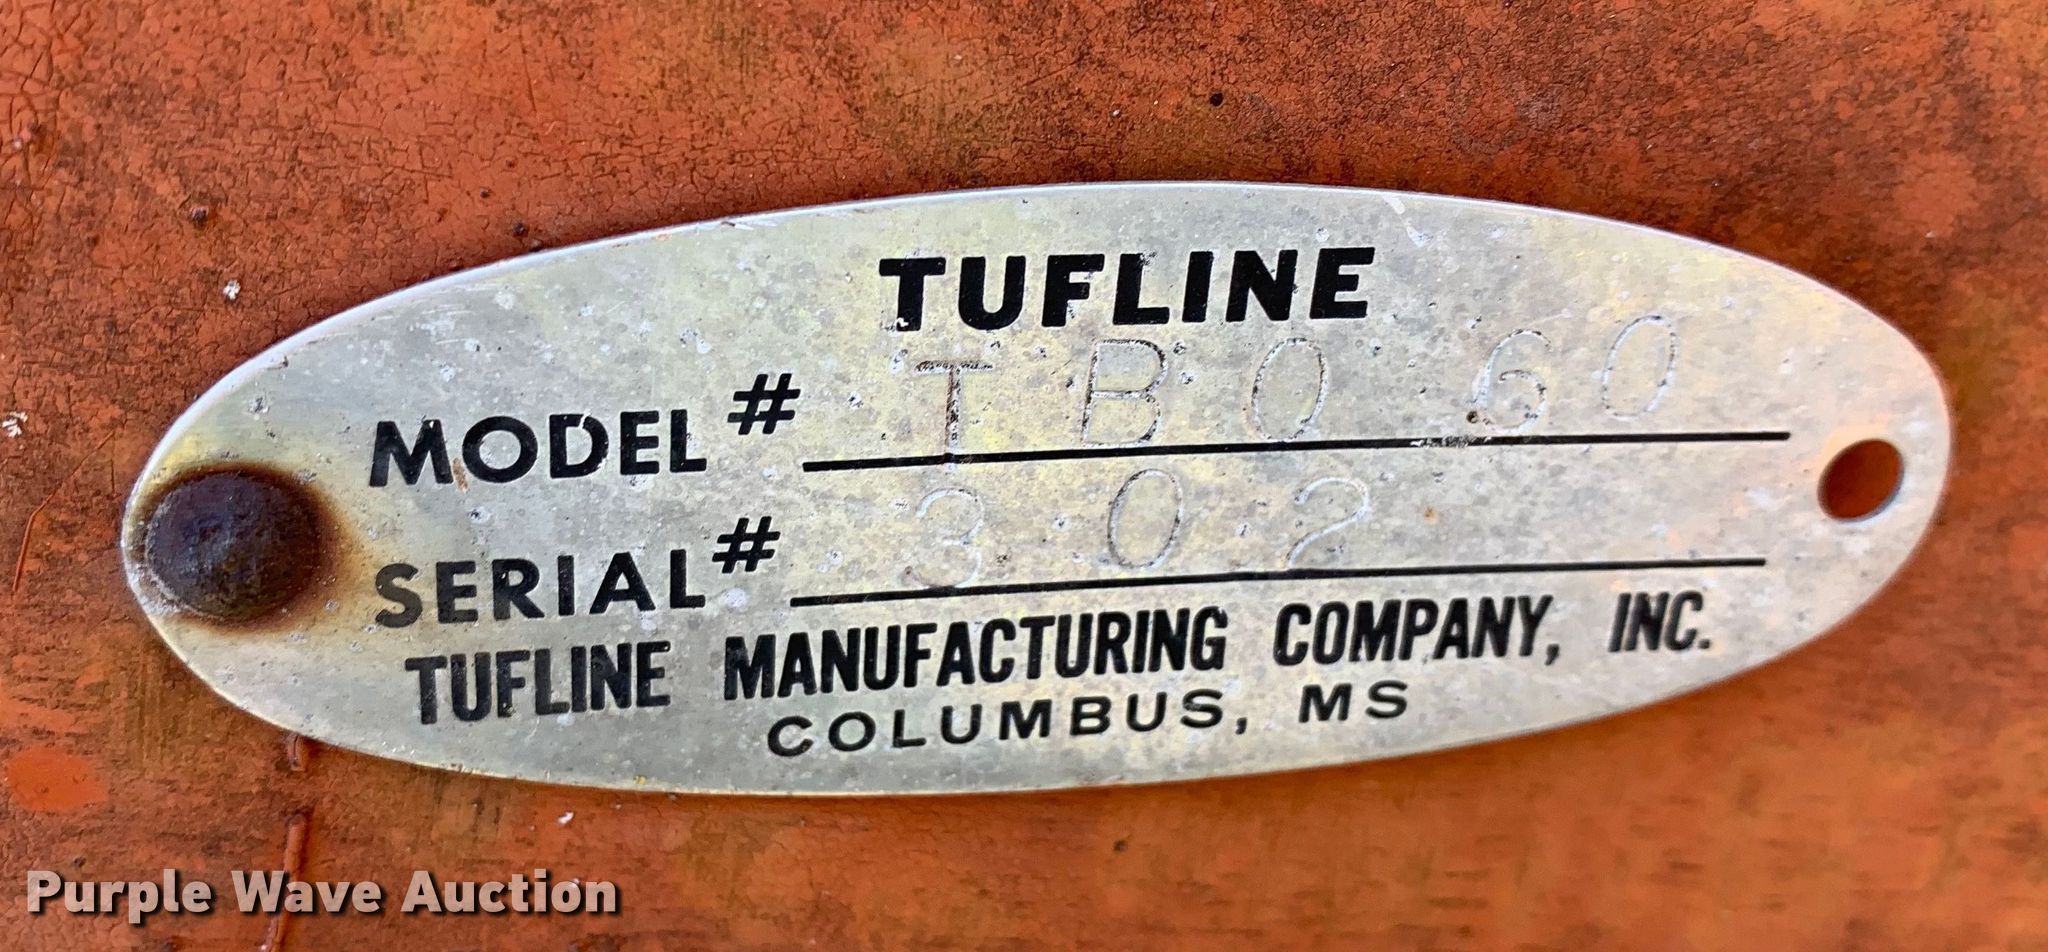 TUFLINE
MODEL # TBO 60
SERIAL # 302
TUFLINE MANUFACTURING COMPANY, INC.
COLUMBUS, MS
Purple Wave Auction